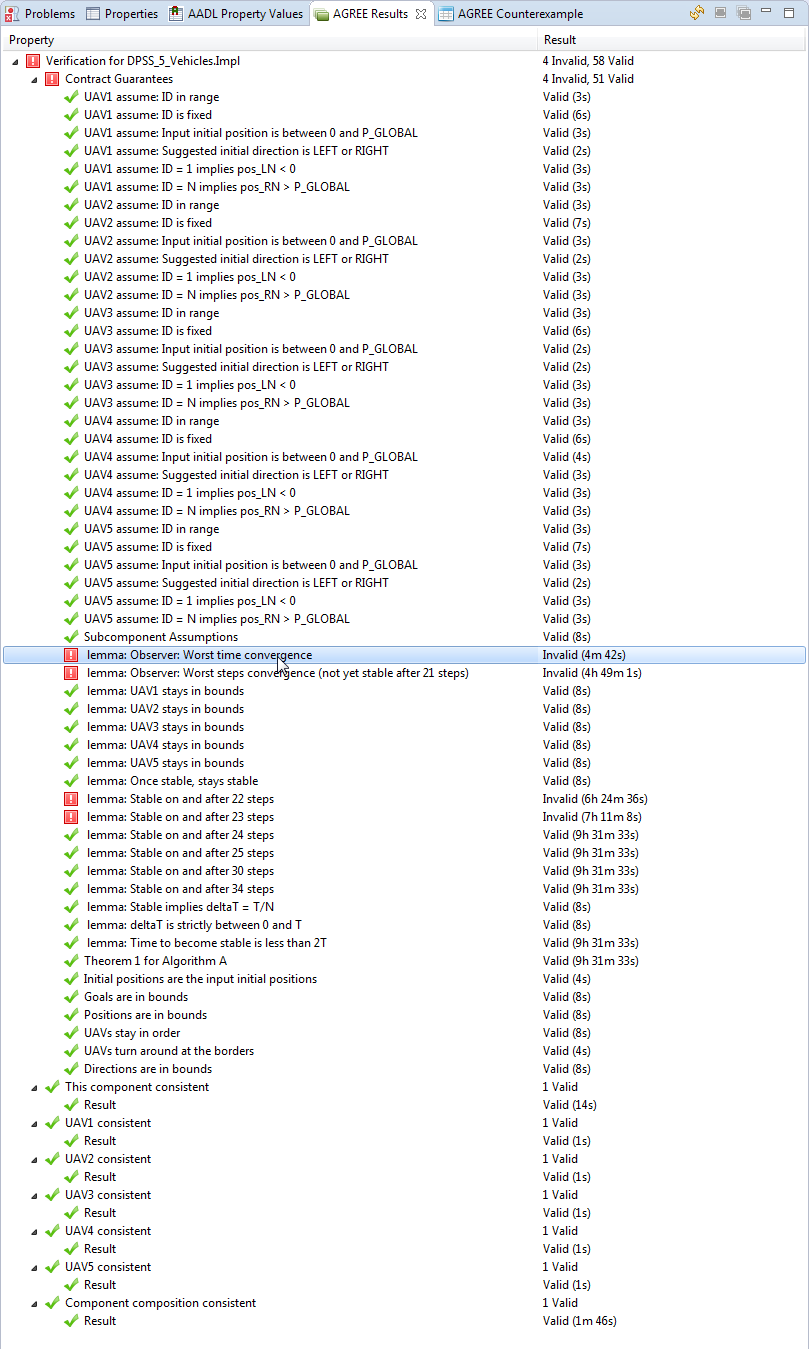 Problems Properties AADL Property Values AGREE Results AGREE Counterexample
Property Result
Verification for DPSS_5_Vehicles.Impl 4 Invalid, 58 Valid
Contract Guarantees 4 Invalid, 51 Valid
UAV1 assume: ID in range Valid (3s)
UAV1 assume: ID is fixed Valid (6s)
UAV1 assume: Input initial position is between 0 and P_GLOBAL Valid (3s)
UAV1 assume: Suggested initial direction is LEFT or RIGHT Valid (2s)
UAV1 assume: ID = 1 implies pos_LN < 0 Valid (3s)
UAV1 assume: ID = N implies pos_RN > P_GLOBAL Valid (3s)
UAV2 assume: ID in range Valid (3s)
UAV2 assume: ID is fixed Valid (7s)
UAV2 assume: Input initial position is between 0 and P_GLOBAL Valid (3s)
UAV2 assume: Suggested initial direction is LEFT or RIGHT Valid (2s)
UAV2 assume: ID = 1 implies pos_LN < 0 Valid (3s)
UAV2 assume: ID = N implies pos_RN > P_GLOBAL Valid (3s)
UAV3 assume: ID in range Valid (3s)
UAV3 assume: ID is fixed Valid (6s)
UAV3 assume: Input initial position is between 0 and P_GLOBAL Valid (2s)
UAV3 assume: Suggested initial direction is LEFT or RIGHT Valid (2s)
UAV3 assume: ID = 1 implies pos_LN < 0 Valid (3s)
UAV3 assume: ID = N implies pos_RN > P_GLOBAL Valid (3s)
UAV4 assume: ID in range Valid (3s)
UAV4 assume: ID is fixed Valid (6s)
UAV4 assume: Input initial position is between 0 and P_GLOBAL Valid (4s)
UAV4 assume: Suggested initial direction is LEFT or RIGHT Valid (3s)
UAV4 assume: ID = 1 implies pos_LN < 0 Valid (3s)
UAV4 assume: ID = N implies pos_RN > P_GLOBAL Valid (3s)
UAV5 assume: ID in range Valid (3s)
UAV5 assume: ID is fixed Valid (7s)
UAV5 assume: Input initial position is between 0 and P_GLOBAL Valid (3s)
UAV5 assume: Suggested initial direction is LEFT or RIGHT Valid (2s)
UAV5 assume: ID = 1 implies pos_LN < 0 Valid (3s)
UAV5 assume: ID = N implies pos_RN > P_GLOBAL Valid (3s)
Subcomponent Assumptions Valid (8s)
lemma: Observer: Worst time convergence Invalid (4m 42s)
lemma: Observer: Worst steps convergence (not yet stable after 21 steps) Invalid (4h 49m 1s)
lemma: UAV1 stays in bounds Valid (8s)
lemma: UAV2 stays in bounds Valid (8s)
lemma: UAV3 stays in bounds Valid (8s)
lemma: UAV4 stays in bounds Valid (8s)
lemma: UAV5 stays in bounds Valid (8s)
lemma: Once stable, stays stable Valid (8s)
lemma: Stable on and after 22 steps Invalid (6h 24m 36s)
lemma: Stable on and after 23 steps Invalid (7h 11m 8s)
lemma: Stable on and after 24 steps Valid (9h 31m 33s)
lemma: Stable on and after 25 steps Valid (9h 31m 33s)
lemma: Stable on and after 30 steps Valid (9h 31m 33s)
lemma: Stable on and after 34 steps Valid (9h 31m 33s)
lemma: Stable implies deltaT = T/N Valid (8s)
lemma: deltaT is strictly between 0 and T Valid (8s)
lemma: Time to become stable is less than 2T Valid (9h 31m 33s)
Theorem 1 for Algorithm A Valid (9h 31m 33s)
Initial positions are the input initial positions Valid (4s)
Goals are in bounds Valid (8s)
Positions are in bounds Valid (8s)
UAVs stay in order Valid (8s)
UAVs turn around at the borders Valid (4s)
Directions are in bounds Valid (8s)
This component consistent 1 Valid
Result Valid (14s)
UAV1 consistent 1 Valid
Result Valid (1s)
UAV2 consistent 1 Valid
Result Valid (1s)
UAV3 consistent 1 Valid
Result Valid (1s)
UAV4 consistent 1 Valid
Result Valid (1s)
UAV5 consistent 1 Valid
Result Valid (1s)
Component composition consistent 1 Valid
Result Valid (1m 46s)